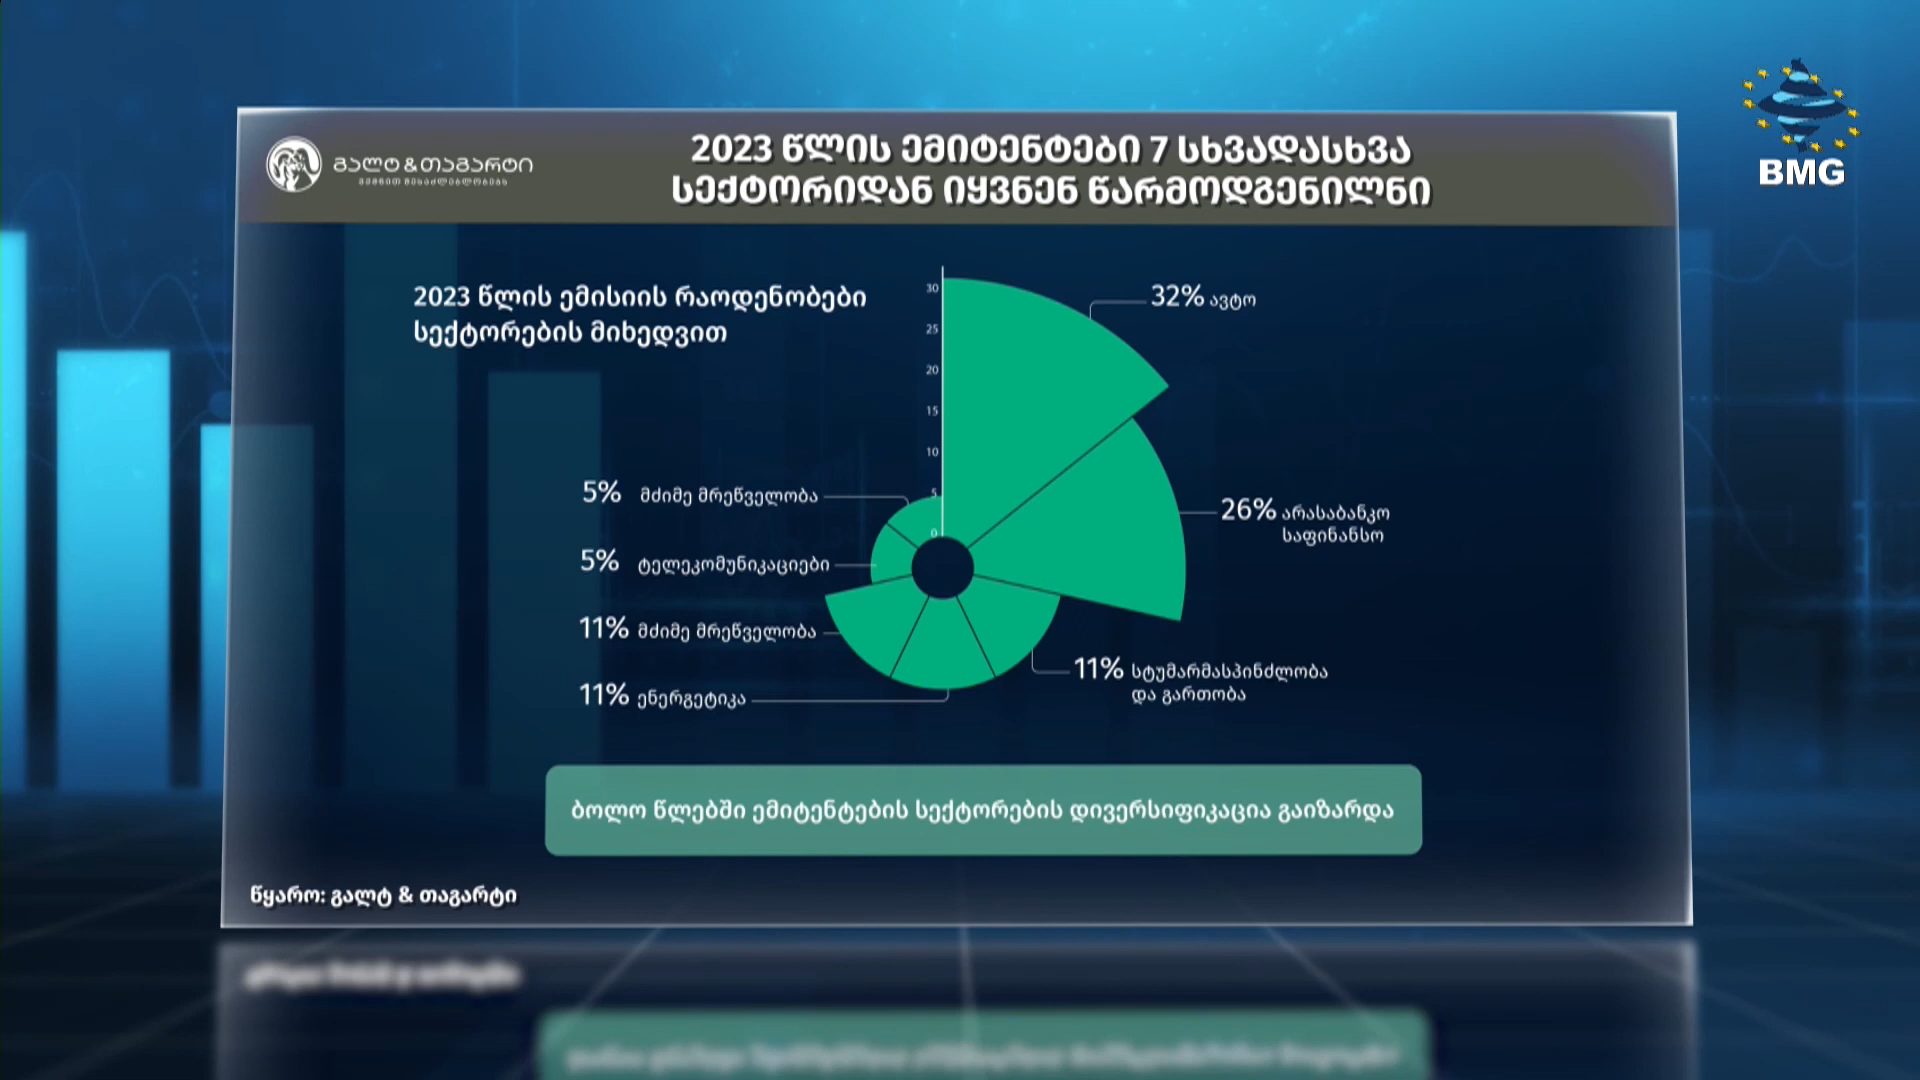 გალტ & თაგარტი
შექმენით შესაძლებლობებს
2023 წლის ემიტენტები 7 სხვადასხვა
სექტორიდან იყვნენ წარმოდგენილნი
BMG
2023 წლის ემისიის რაოდენობები
სექტორების მიხედვით
30
25
20
15
10
5
0
32% ავტო
26% არასაბანკო
საფინანსო
11% სტუმარმასპინძლობა
და გართობა
5% მძიმე მრეწველობა
5% ტელეკომუნიკაციები
11% მძიმე მრეწველობა
11% ენერგეტიკა
ბოლო წლებში ემიტენტების სექტორების დივერსიფიკაცია გაიზარდა
წყარო: გალტ & თაგარტი